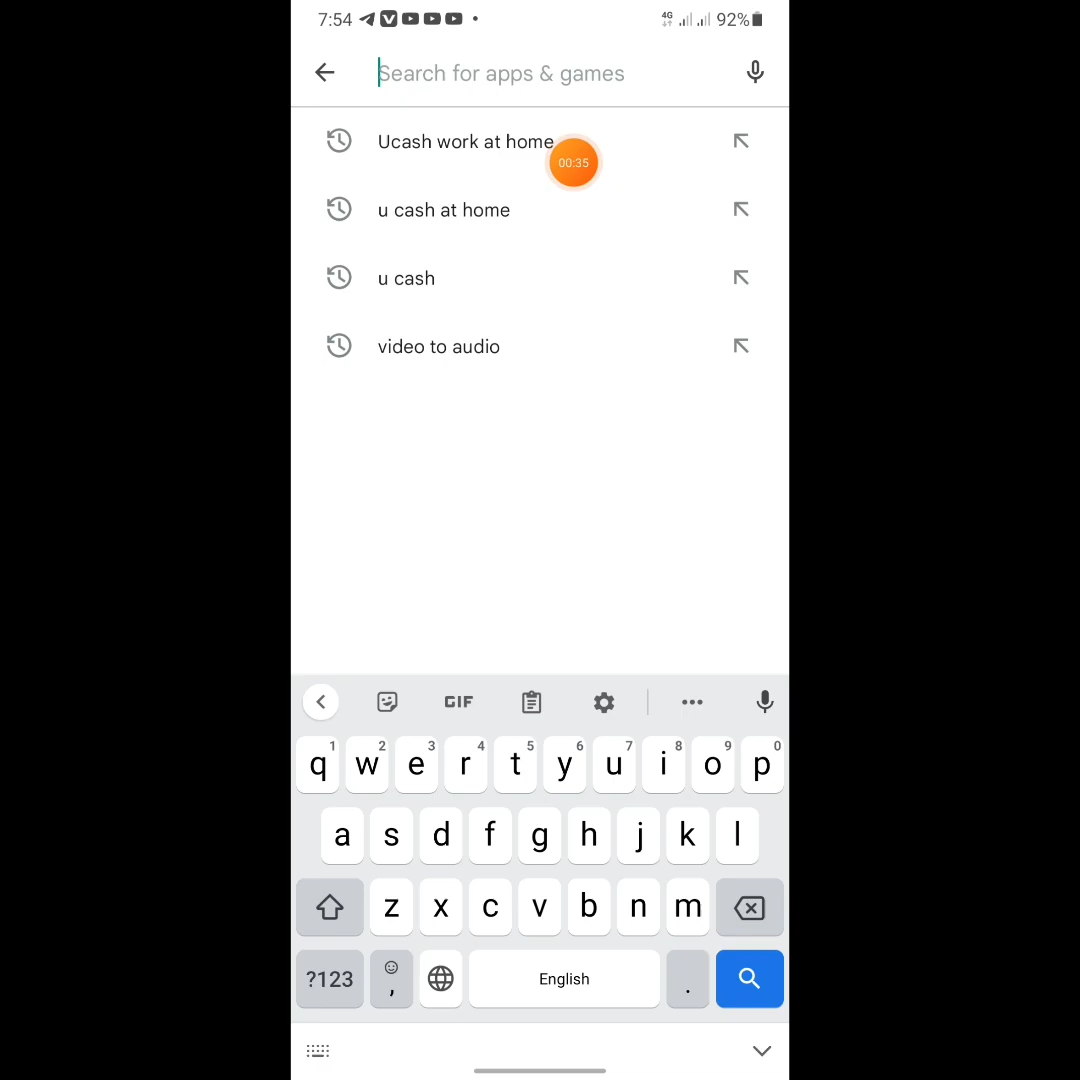 7:54 4G 92%
Search for apps & games
Ucash work at home
00:35
u cash at home
u cash
video to audio
GIF
1 2 3 4 5 6 7 8 9 0
q w e r t y u i o p
a s d f g h j k l
z x c v b n m
?123 , English .